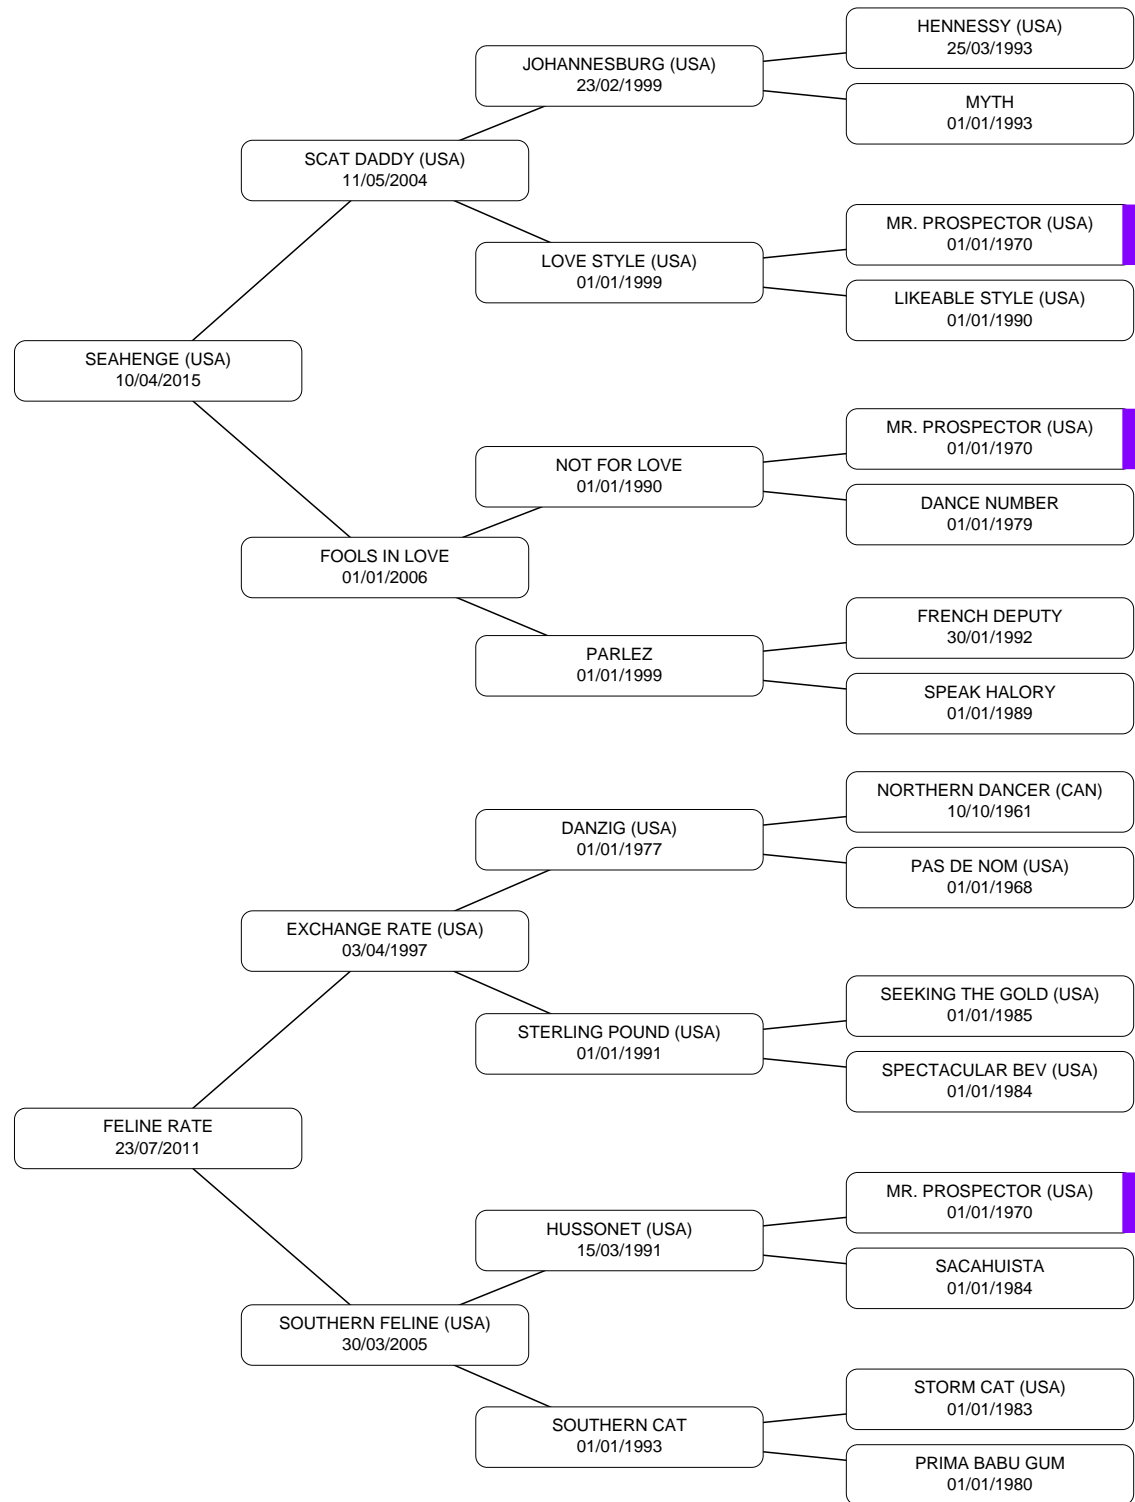 HENNESSY (USA)
25/03/1993
JOHANNESBURG (USA)
23/02/1999
MYTH
01/01/1993
SCAT DADDY (USA)
11/05/2004
MR. PROSPECTOR (USA)
01/01/1970
LOVE STYLE (USA)
01/01/1999
LIKEABLE STYLE (USA)
01/01/1990
SEAHENGE (USA)
10/04/2015
MR. PROSPECTOR (USA)
01/01/1970
NOT FOR LOVE
01/01/1990
DANCE NUMBER
01/01/1979
FOOLS IN LOVE
01/01/2006
FRENCH DEPUTY
30/01/1992
PARLEZ
01/01/1999
SPEAK HALORY
01/01/1989
NORTHERN DANCER (CAN)
10/10/1961
DANZIG (USA)
01/01/1977
PAS DE NOM (USA)
01/01/1968
EXCHANGE RATE (USA)
03/04/1997
SEEKING THE GOLD (USA)
01/01/1985
STERLING POUND (USA)
01/01/1991
SPECTACULAR BEV (USA)
01/01/1984
FELINE RATE
23/07/2011
MR. PROSPECTOR (USA)
01/01/1970
HUSSONET (USA)
15/03/1991
SACAHUISTA
01/01/1984
SOUTHERN FELINE (USA)
30/03/2005
STORM CAT (USA)
01/01/1983
SOUTHERN CAT
01/01/1993
PRIMA BABU GUM
01/01/1980